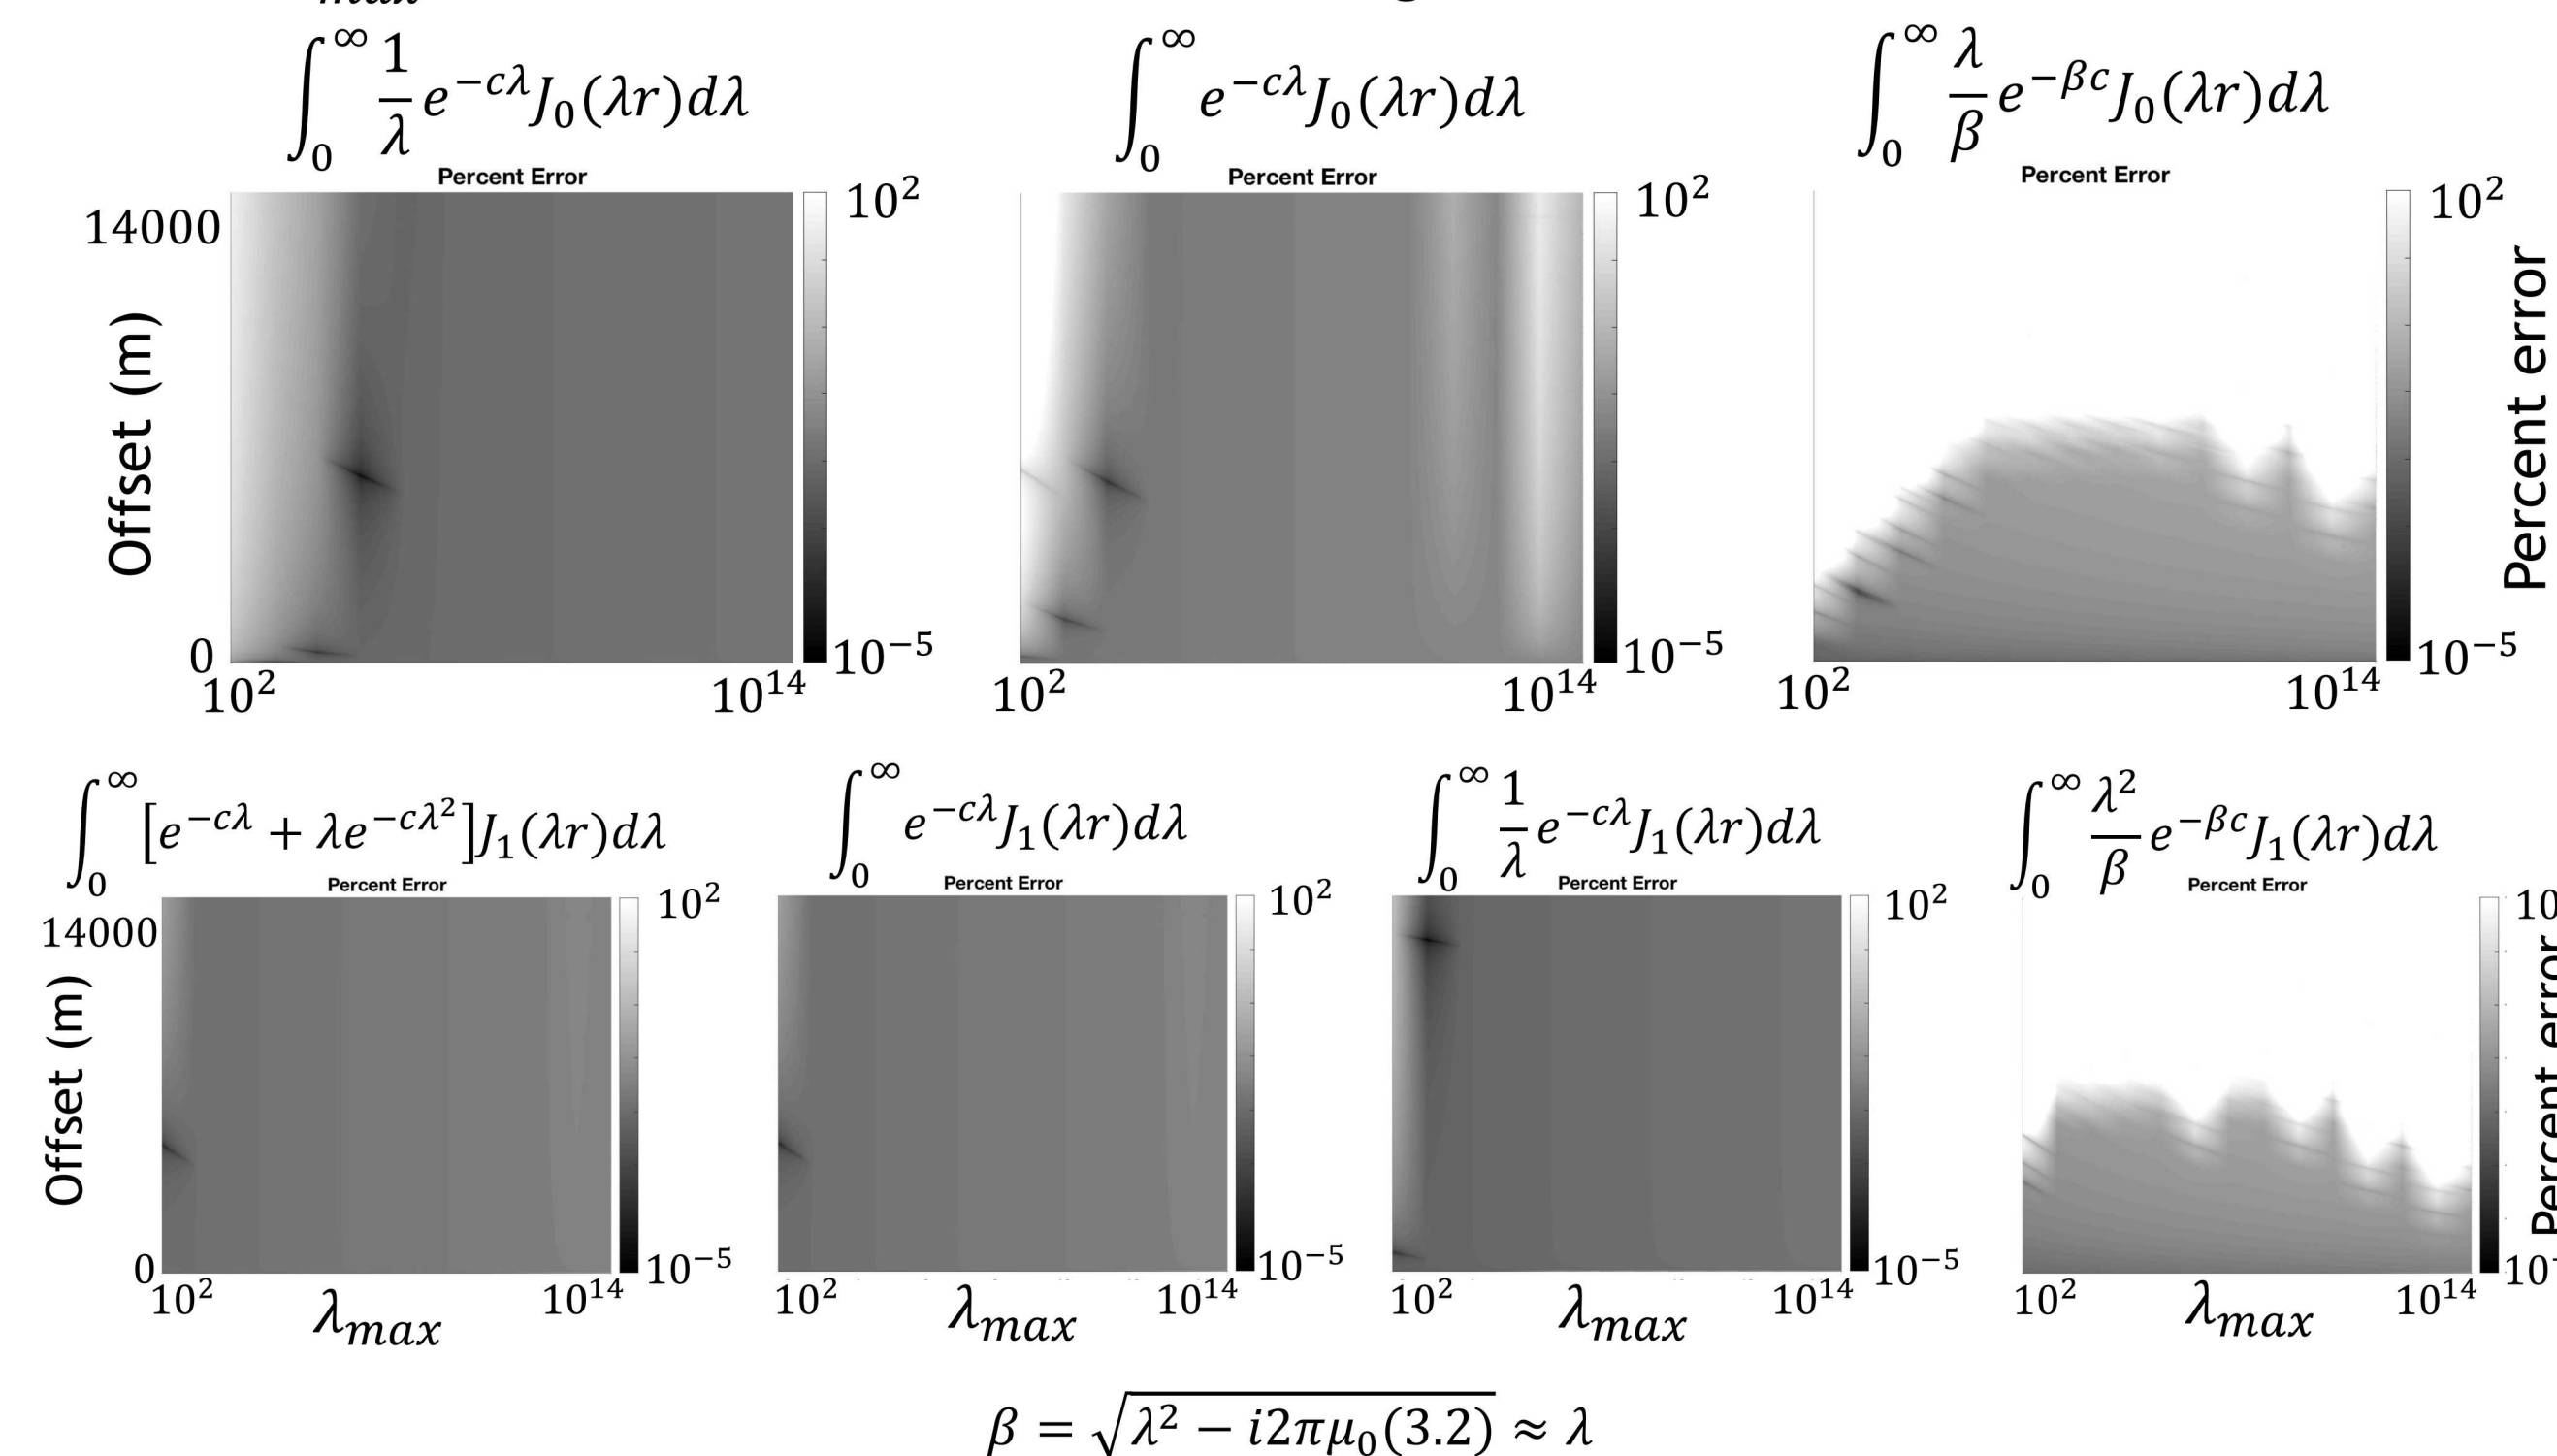 max
∫₀^∞ 1/λ e^{−cλ} J₀(λr)dλ
∫₀^∞ e^{−cλ} J₀(λr)dλ
∫₀^∞ λ/β e^{−βc} J₀(λr)dλ
Percent Error
Percent Error
Percent Error
14000
Offset (m)
0
10² 10¹⁴
10²
10⁻⁵
10² 10¹⁴
10²
10⁻⁵
10² 10¹⁴
10²
10⁻⁵
Percent error
∫₀^∞ [e^{−cλ} + λe^{−cλ²}]J₁(λr)dλ
∫₀^∞ e^{−cλ} J₁(λr)dλ
∫₀^∞ 1/λ e^{−cλ} J₁(λr)dλ
∫₀^∞ λ²/β e^{−βc} J₁(λr)dλ
Percent Error
Percent Error
Percent Error
Percent Error
14000
Offset (m)
0
10² 10¹⁴
λ_max
10²
10⁻⁵
10² 10¹⁴
λ_max
10²
10⁻⁵
10² 10¹⁴
λ_max
10²
10⁻⁵
10² 10¹⁴
λ_max
10
10⁻
Percent error
β = √(λ² − i2πμ₀(3.2)) ≈ λ